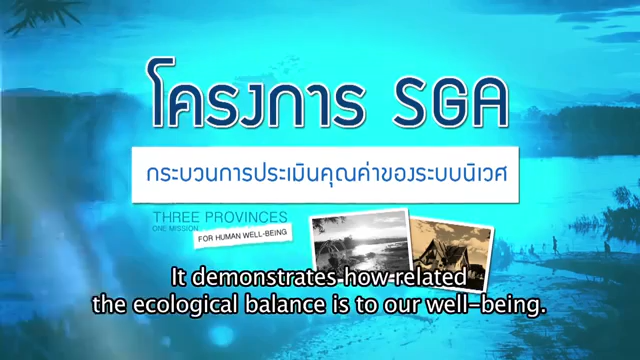 โครงการ SGA
กระบวนการประเมินคุณค่าของระบบนิเวศ
THREE PROVINCES
ONE MISSION
FOR HUMAN WELL-BEING
It demonstrates how related
the ecological balance is to our well-being.